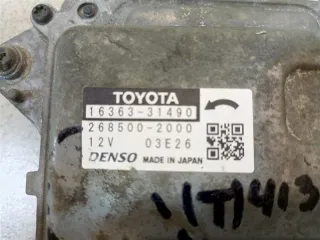 TOYOTA
16363-31490
268500-2000
12V 03E26
DENSO MADE IN JAPAN